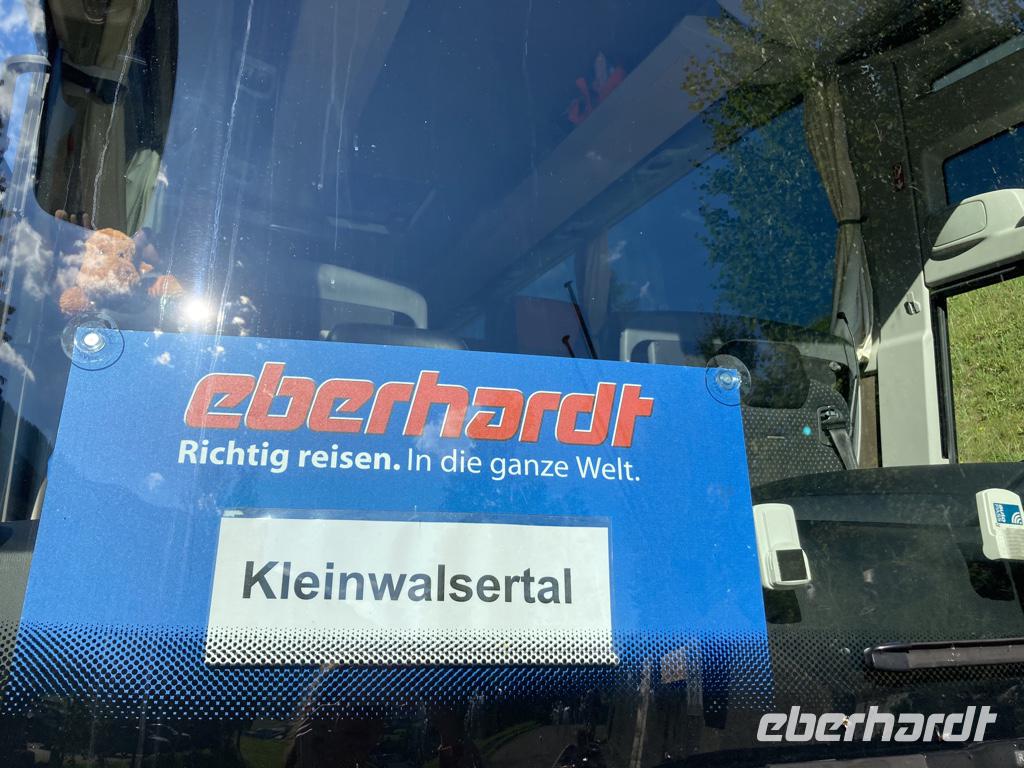 eberhardt
Richtig reisen. In die ganze Welt.
Kleinwalsertal
eberhardt